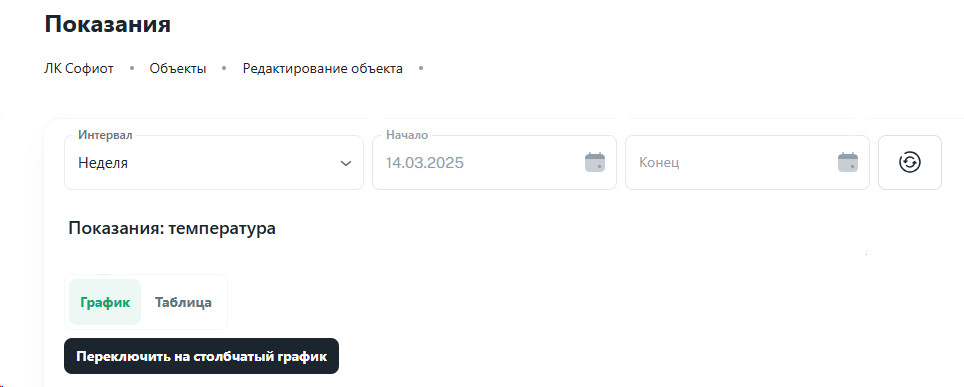 Показания
ЛК Софиот • Объекты • Редактирование объекта •
Интервал Начало
Неделя 14.03.2025 Конец
Показания: температура
График Таблица
Переключить на столбчатый график